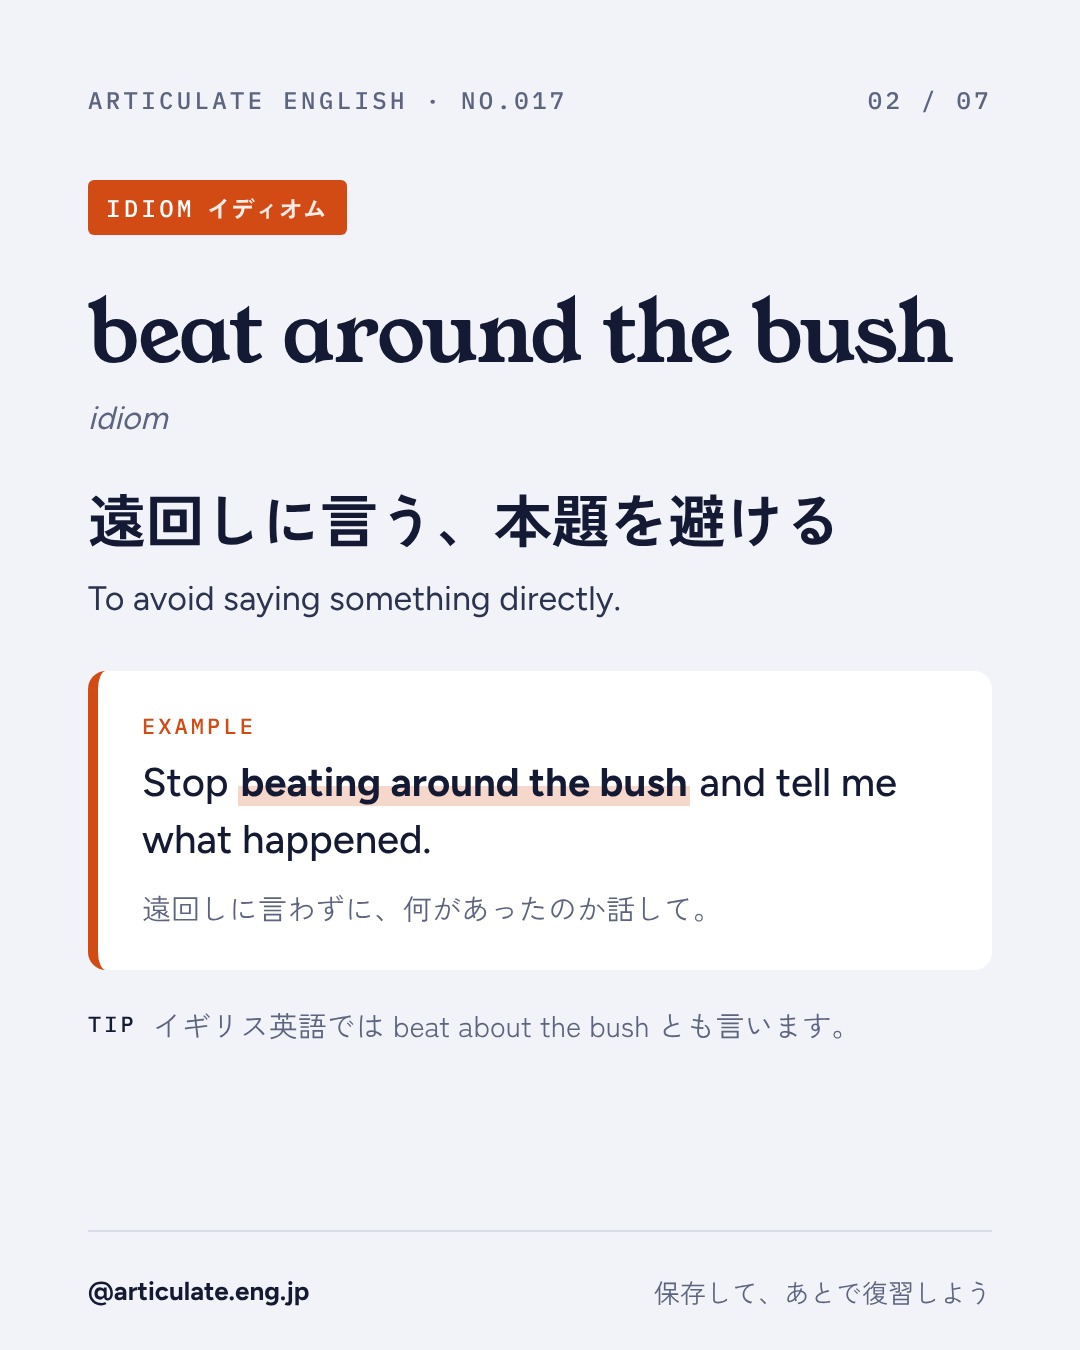 ARTICULATE ENGLISH · NO.017
02 / 07
IDIOM イディオム
beat around the bush
idiom
遠回しに言う、本題を避ける
To avoid saying something directly.
EXAMPLE
Stop beating around the bush and tell me
what happened.
遠回しに言わずに、何があったのか話して。
TIP イギリス英語では beat about the bush とも言います。
@articulate.eng.jp
保存して、あとで復習しよう